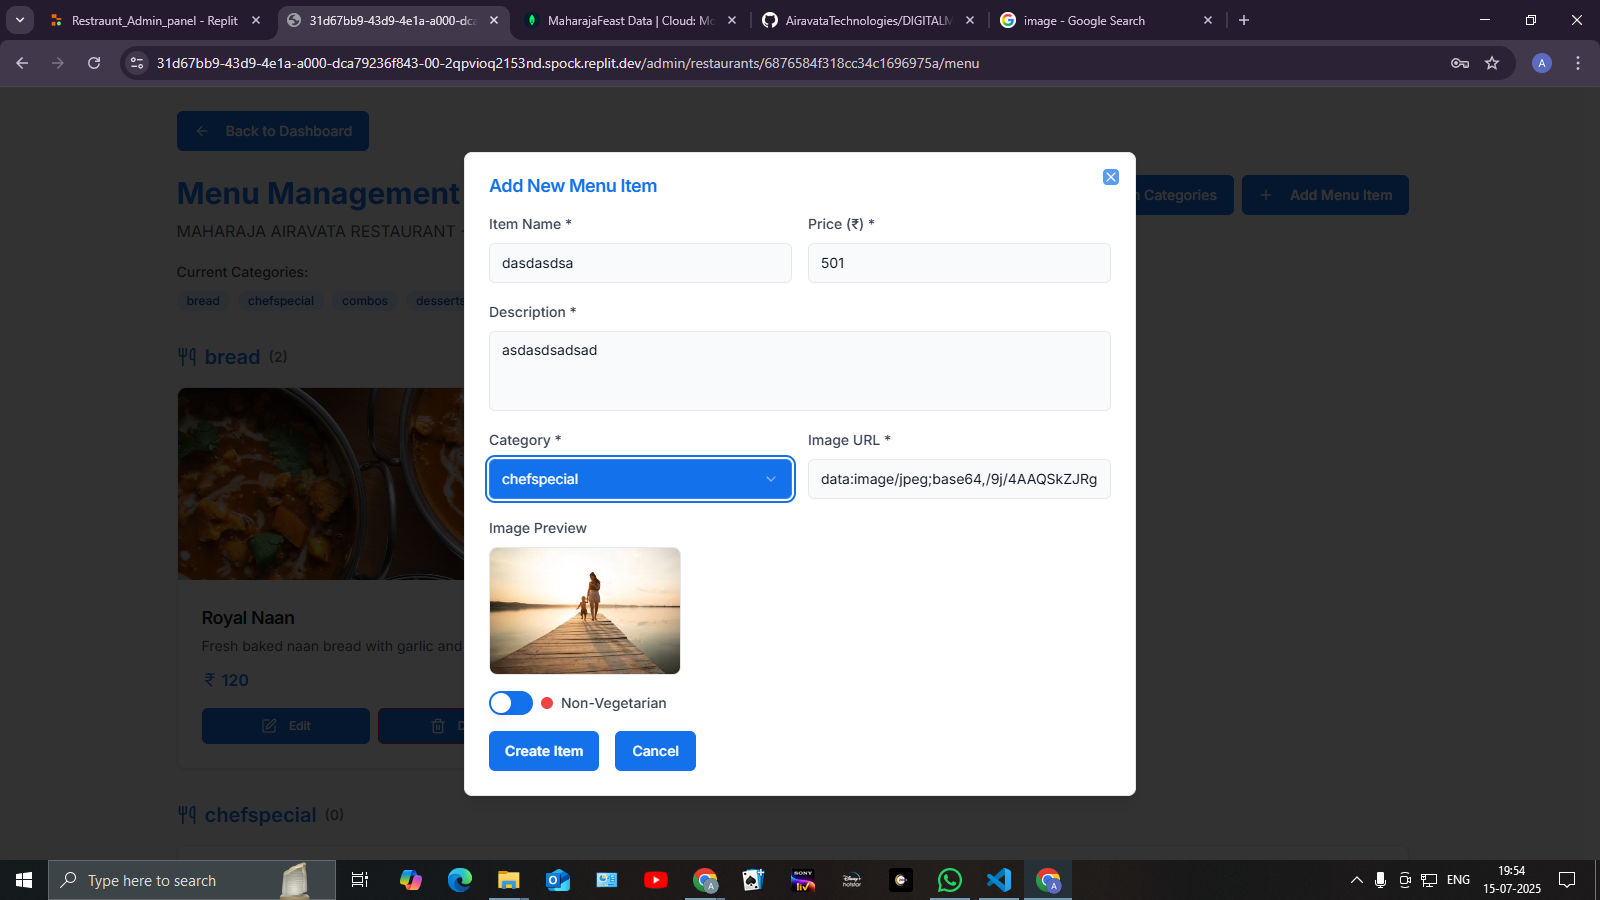 Restraunt_Admin_panel - Replit
31d67bb9-43d9-4e1a-a000-dca
MaharajaFeast Data | Cloud: Mo
AiravataTechnologies/DIGITALM
image - Google Search
31d67bb9-43d9-4e1a-a000-dca79236f843-00-2qpvioq2153nd.spock.replit.dev/admin/restaurants/6876584f318cc34c1696975a/menu
A
Back to Dashboard
Menu Management
Categories
Add Menu Item
MAHARAJA AIRAVATA RESTAURANT -
Current Categories:
bread
chefspecial
combos
desserts
bread (2)
Royal Naan
Fresh baked naan bread with garlic and
₹ 120
Edit
D
chefspecial (0)
Add New Menu Item
Item Name *
Price (₹) *
dasdasdsa
501
Description *
asdasdsadsad
Category *
Image URL *
chefspecial
data:image/jpeg;base64,/9j/4AAQSkZJRg
Image Preview
Non-Vegetarian
Create Item
Cancel
Type here to search
SONY
liv
hotstar
ENG
19:54
15-07-2025